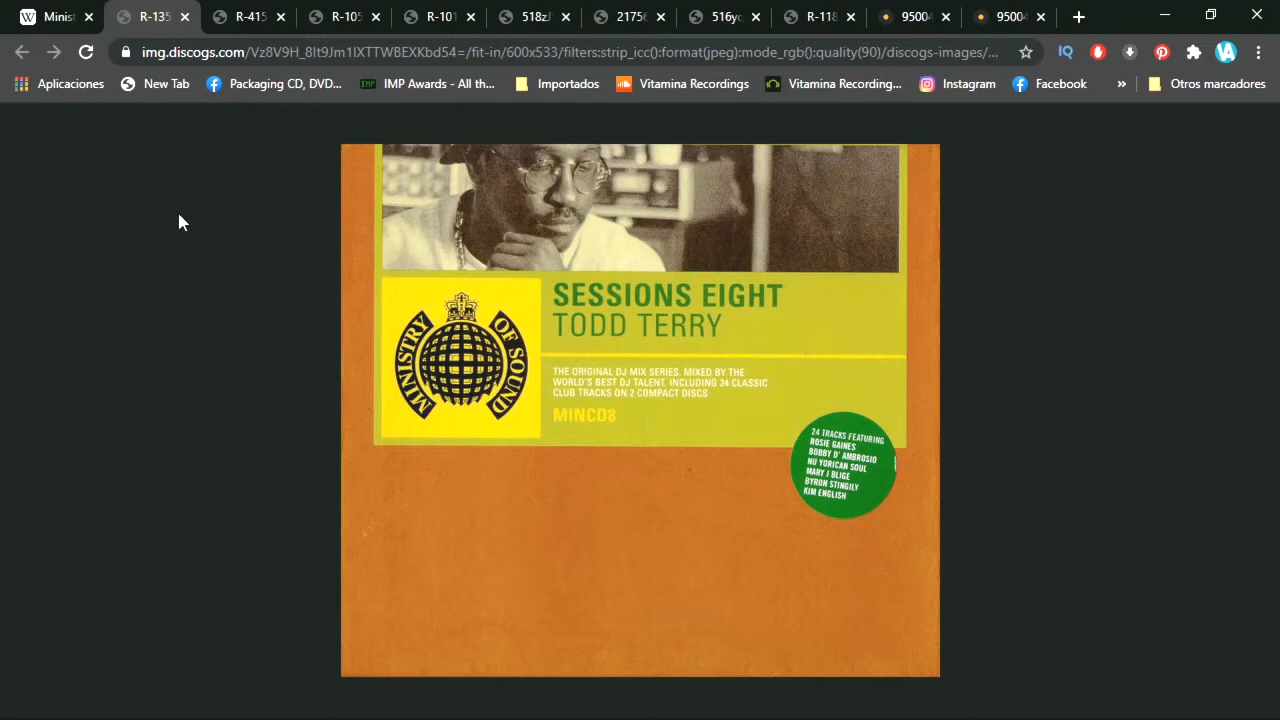 Minist
R-135
R-415
R-105
R-101
518zJ
2175
516y
R-118
9500
9500
img.discogs.com/Vz8V9H_8It9Jm1IXTTWBEXKbd54=/fit-in/600x533/filters:strip_icc():format(jpeg):mode_rgb():quality(90)/discogs-images/...
Aplicaciones
New Tab
Packaging CD, DVD...
IMP Awards - All th...
Importados
Vitamina Recordings
Vitamina Recording...
Instagram
Facebook
»
Otros marcadores
SESSIONS EIGHT
TODD TERRY
MINISTRY OF SOUND
THE ORIGINAL DJ MIX SERIES. MIXED BY THE
WORLD'S BEST DJ TALENT. INCLUDING 24 CLASSIC
CLUB TRACKS ON 2 COMPACT DISCS
MINCD8
24 TRACKS FEATURING
ROSIE GAINES
BOBBY D' AMBROSIO
NU YORICAN SOUL
MARY J BLIGE
BYRON STINGILY
KIM ENGLISH